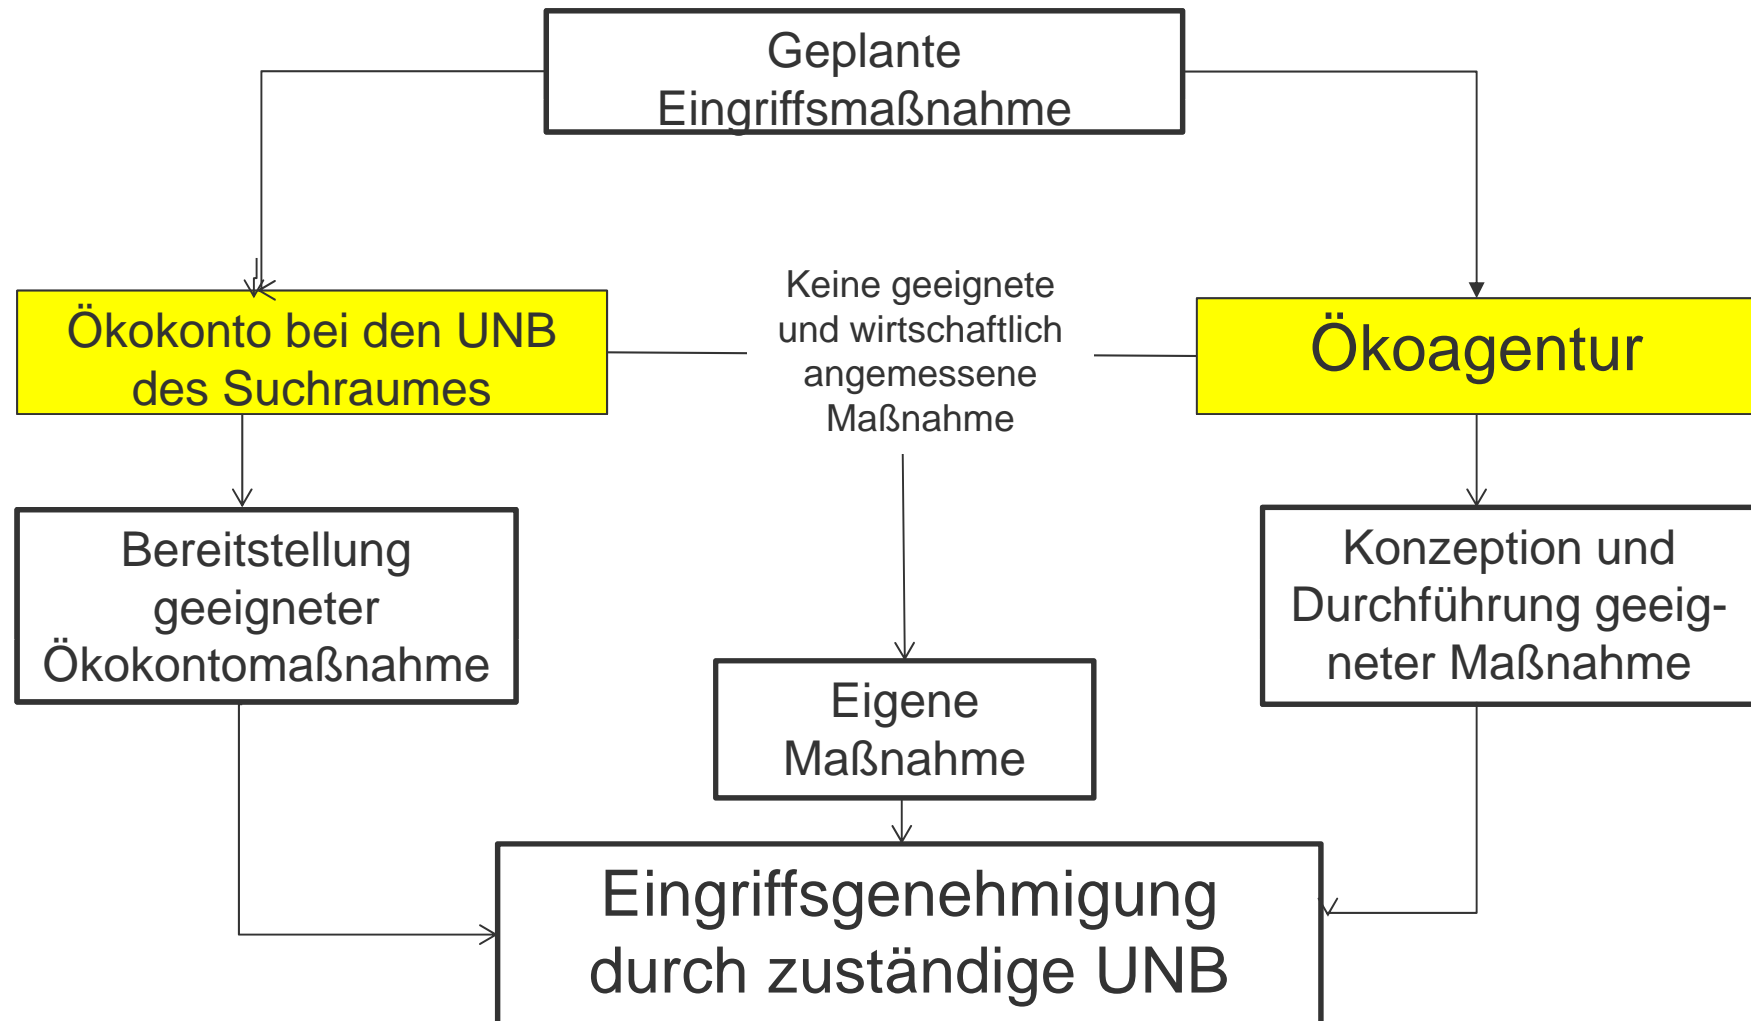 Geplante
Eingriffsmaßnahme
Ökokonto bei den UNB
des Suchraumes
Keine geeignete
und wirtschaftlich
angemessene
Maßnahme
Ökoagentur
Bereitstellung
geeigneter
Ökokontomaßnahme
Eigene
Maßnahme
Konzeption und
Durchführung geeig-
neter Maßnahme
Eingriffsgenehmigung
durch zuständige UNB